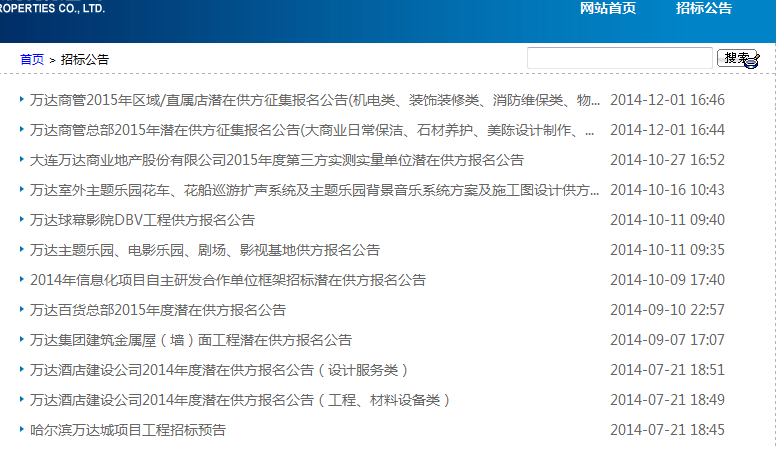 ROPERTIES CO., LTD.
网站首页 招标公告
首页 > 招标公告 搜索
万达商管2015年区域/直属店潜在供方征集报名公告(机电类、装饰装修类、消防维保类、物... 2014-12-01 16:46
万达商管总部2015年潜在供方征集报名公告(大商业日常保洁、石材养护、美陈设计制作、... 2014-12-01 16:44
大连万达商业地产股份有限公司2015年度第三方实测实量单位潜在供方报名公告 2014-10-27 16:52
万达室外主题乐园花车、花船巡游扩声系统及主题乐园背景音乐系统方案及施工图设计供方... 2014-10-16 10:43
万达球幕影院DBV工程供方报名公告 2014-10-11 09:40
万达主题乐园、电影乐园、剧场、影视基地供方报名公告 2014-10-11 09:35
2014年信息化项目自主研发合作单位框架招标潜在供方报名公告 2014-10-09 17:40
万达百货总部2015年度潜在供方报名公告 2014-09-10 22:57
万达集团建筑金属屋（墙）面工程潜在供方报名公告 2014-09-07 17:07
万达酒店建设公司2014年度潜在供方报名公告（设计服务类） 2014-07-21 18:51
万达酒店建设公司2014年度潜在供方报名公告（工程、材料设备类） 2014-07-21 18:49
哈尔滨万达城项目工程招标预告 2014-07-21 18:45